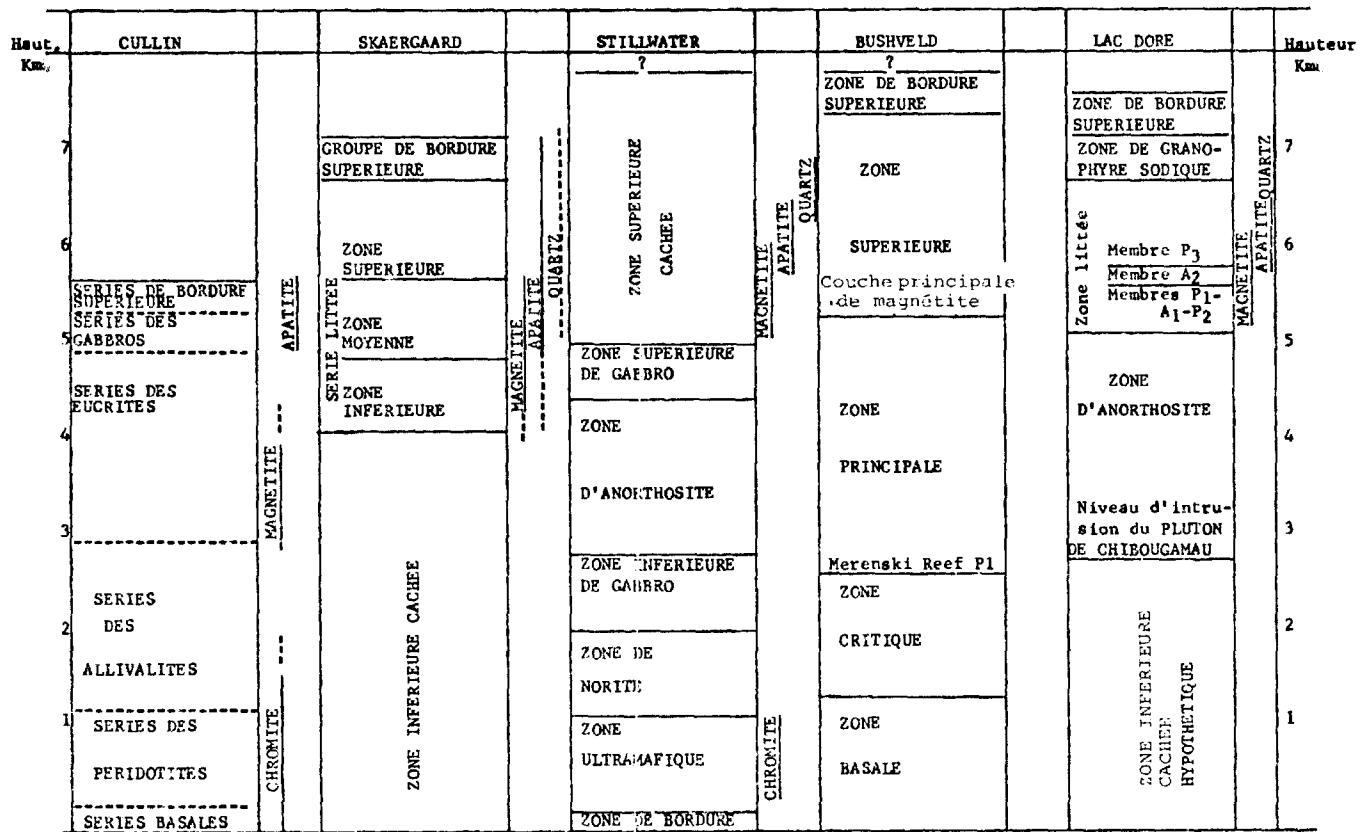 Haut.
Km.
CULLIN
SKAERGAARD
STILLWATER
BUSHVELD
LAC DORE
Hauteur
Km.
7
6
5
4
3
2
1
SERIES DE BORDURE
SUPERIEURE
SERIES DES
GABBROS
SERIES DES
EUCRITES
SERIES
DES
ALLIVALITES
SERIES DES
PERIDOTITES
SERIES BASALES
APATITE
MAGNETITE
CHROMITE
GROUPE DE BORDURE
SUPERIEURE
SERIE LITTEE
ZONE
SUPERIEURE
ZONE
MOYENNE
ZONE
INFERIEURE
ZONE INFERIEURE CACHEE
MAGNETITE
APATITE
QUARTZ
?
ZONE SUPERIEURE
CACHEE
ZONE SUPERIEURE
DE GABBRO
ZONE
D'ANORTHOSITE
ZONE INFERIEURE
DE GABBRO
ZONE DE
NORITE
ZONE
ULTRAMAFIQUE
ZONE DE BORDURE
MAGNETITE
APATITE
QUARTZ
CHROMITE
?
ZONE DE BORDURE
SUPERIEURE
ZONE
SUPERIEURE
Couche principale
de magnétite
ZONE
PRINCIPALE
Merenski Reef P1
ZONE
CRITIQUE
ZONE
BASALE
ZONE DE BORDURE
SUPERIEURE
ZONE DE GRANO-
PHYRE SODIQUE
Zone littée
Membre P3
Membre A2
Membres P1-
A1-P2
ZONE
D'ANORTHOSITE
Niveau d'intru-
sion du PLUTON
DE CHIBOUGAMAU
ZONE INFERIEURE
CACHEE
HYPOTHETIQUE
MAGNETITE
APATITE
QUARTZ
7
6
5
4
3
2
1